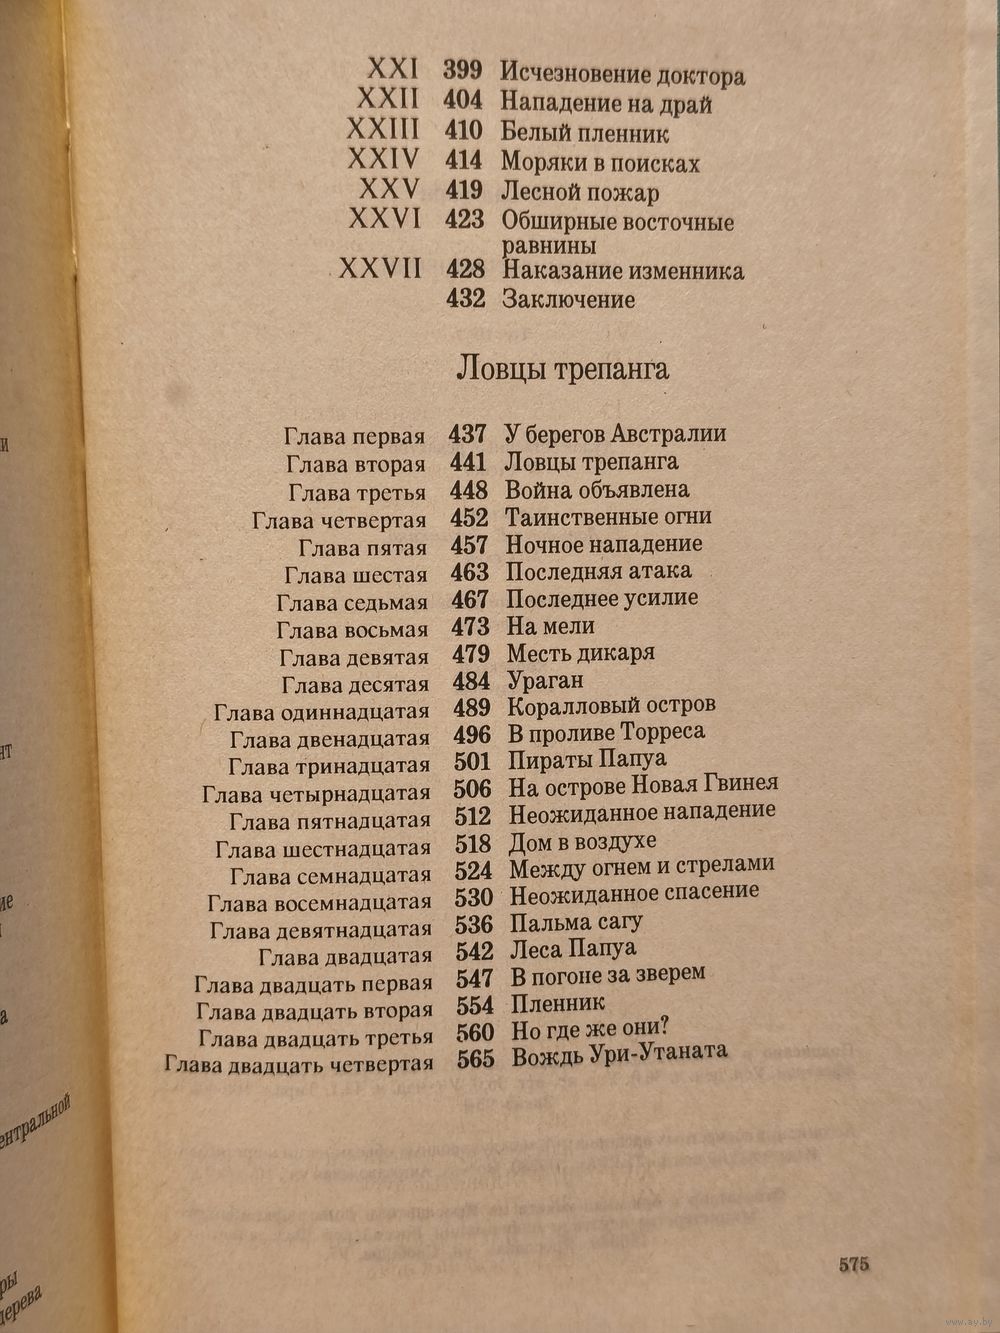 XXI 399 Исчезновение доктора
XXII 404 Нападение на драй
XXIII 410 Белый пленник
XXIV 414 Моряки в поисках
XXV 419 Лесной пожар
XXVI 423 Обширные восточные
равнины
XXVII 428 Наказание изменника
432 Заключение
Ловцы трепанга
Глава первая 437 У берегов Австралии
Глава вторая 441 Ловцы трепанга
Глава третья 448 Война объявлена
Глава четвертая 452 Таинственные огни
Глава пятая 457 Ночное нападение
Глава шестая 463 Последняя атака
Глава седьмая 467 Последнее усилие
Глава восьмая 473 На мели
Глава девятая 479 Месть дикаря
Глава десятая 484 Ураган
Глава одиннадцатая 489 Коралловый остров
Глава двенадцатая 496 В проливе Торреса
Глава тринадцатая 501 Пираты Папуа
Глава четырнадцатая 506 На острове Новая Гвинея
Глава пятнадцатая 512 Неожиданное нападение
Глава шестнадцатая 518 Дом в воздухе
Глава семнадцатая 524 Между огнем и стрелами
Глава восемнадцатая 530 Неожиданное спасение
Глава девятнадцатая 536 Пальма сагу
Глава двадцатая 542 Леса Папуа
Глава двадцать первая 547 В погоне за зверем
Глава двадцать вторая 554 Пленник
Глава двадцать третья 560 Но где же они?
Глава двадцать четвертая 565 Вождь Ури-Утаната
575
www.ay.by